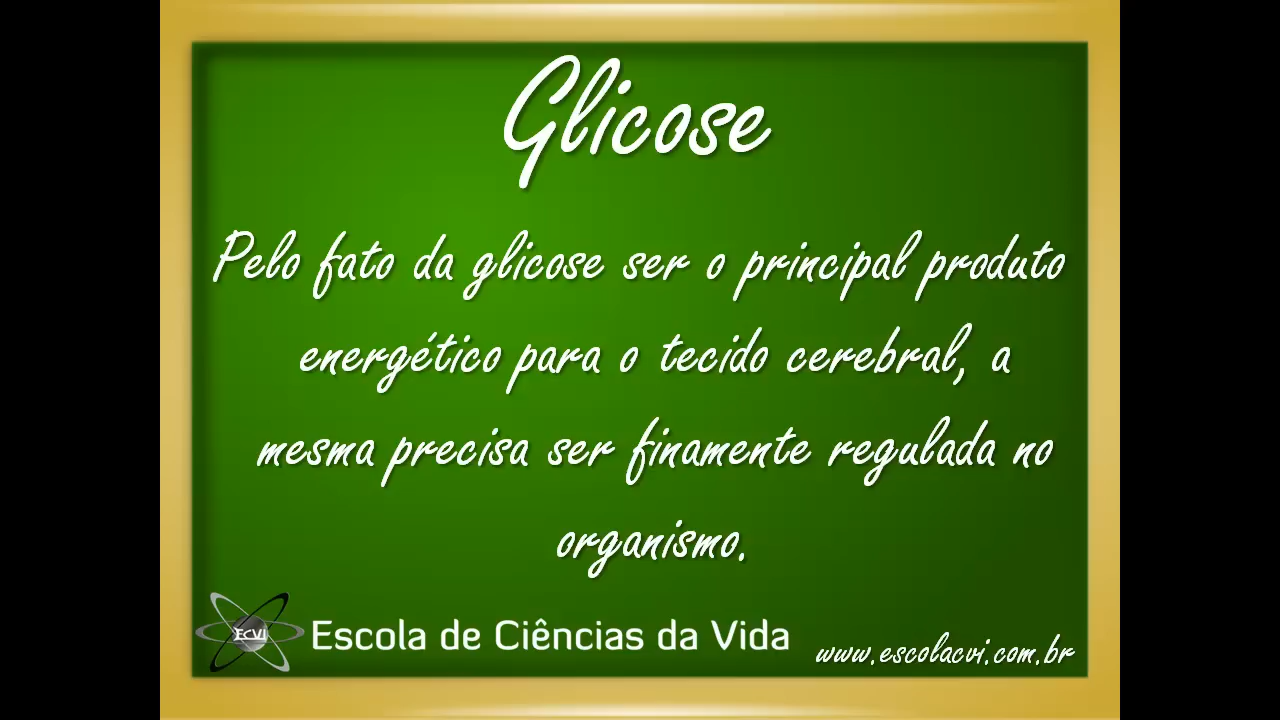 Glicose
Pelo fato da glicose ser o principal produto
energético para o tecido cerebral, a
mesma precisa ser finamente regulada no
organismo.
ECVI Escola de Ciências da Vida
www.escolacvi.com.br